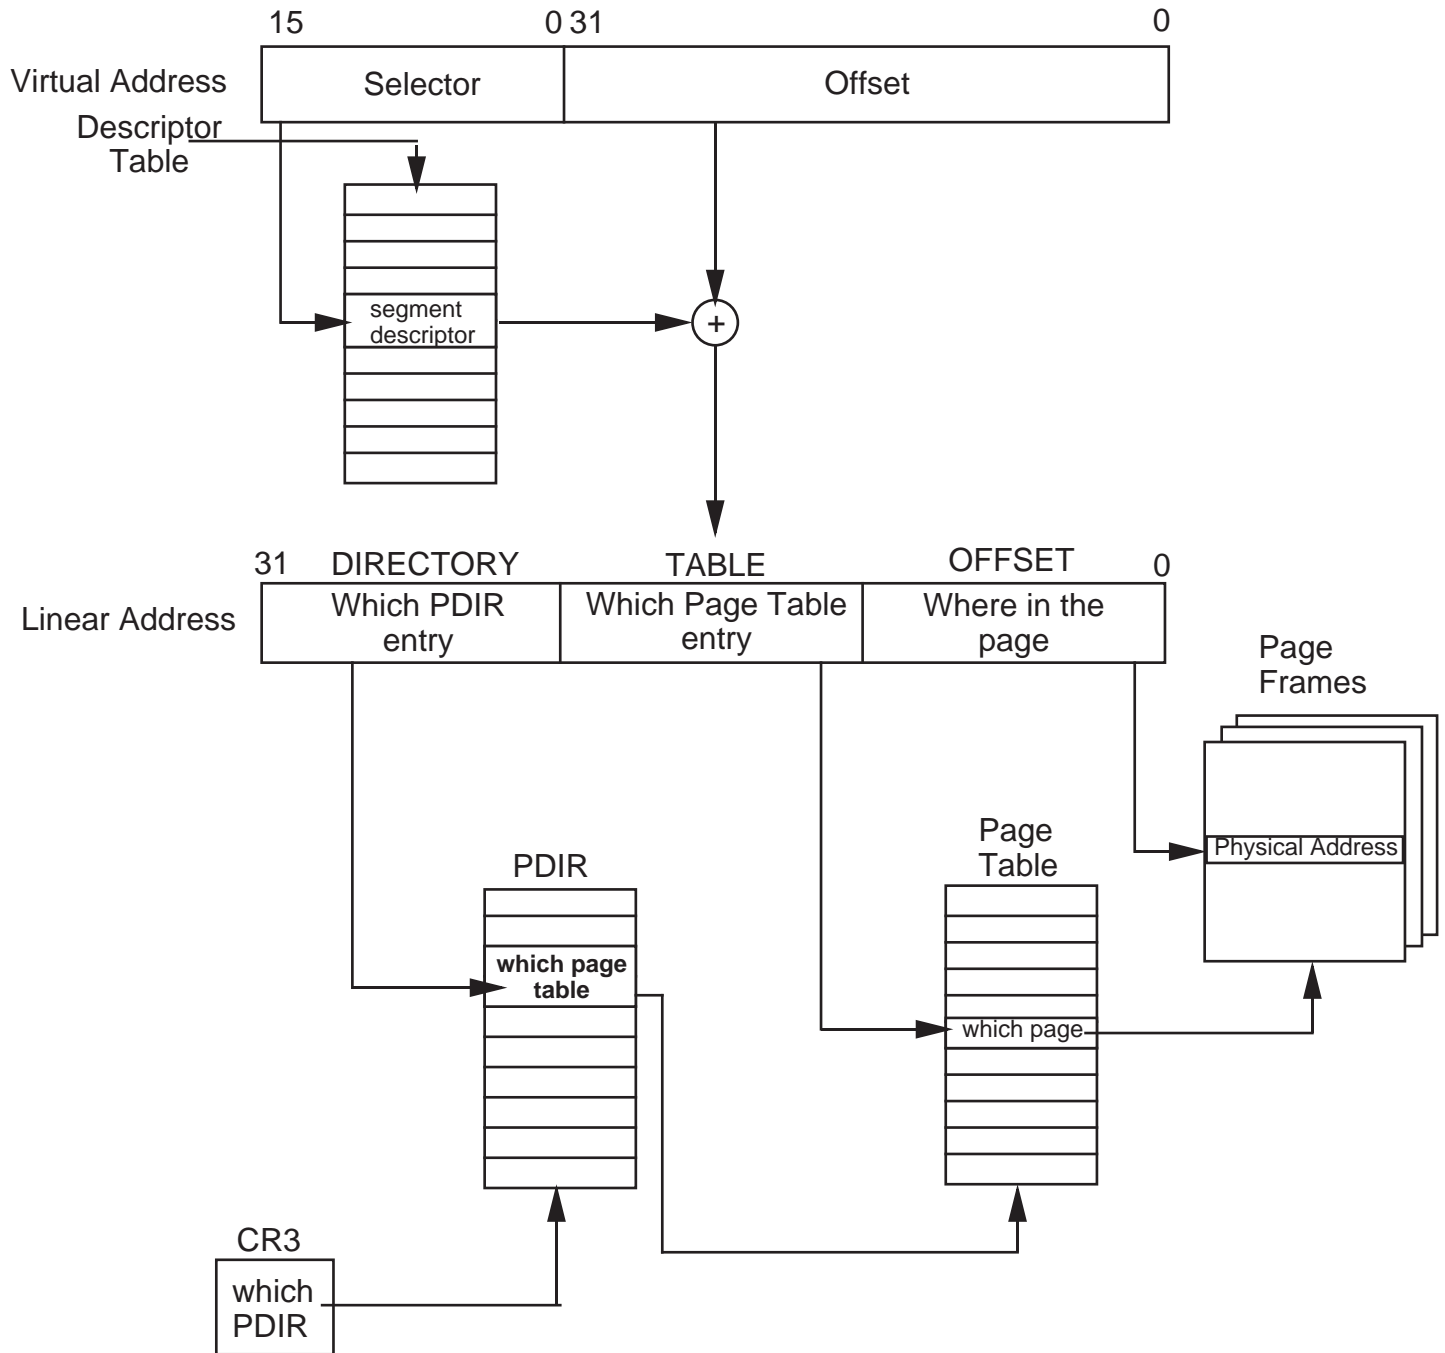 15 0 31 0
Virtual Address Selector Offset
Descriptor
Table
segment
descriptor
+
31 DIRECTORY TABLE OFFSET 0
Linear Address
Which PDIR
entry
Which Page Table
entry
Where in the
page
Page
Frames
Physical Address
Page
Table
which page
PDIR
which page
table
CR3
which
PDIR